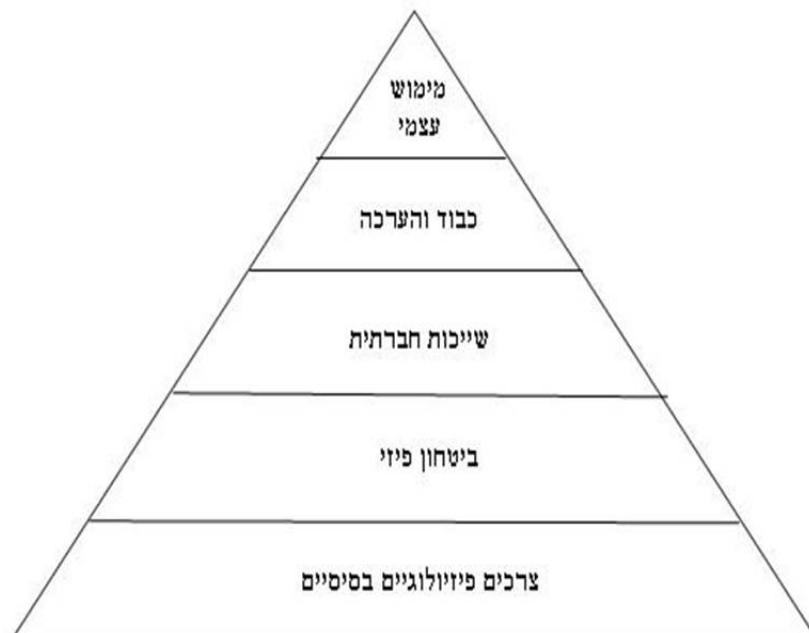 מימוש
עצמי
כבוד והערכה
שייכות חברתית
ביטחון פיזי
צרכים פיזיולוגיים בסיסיים